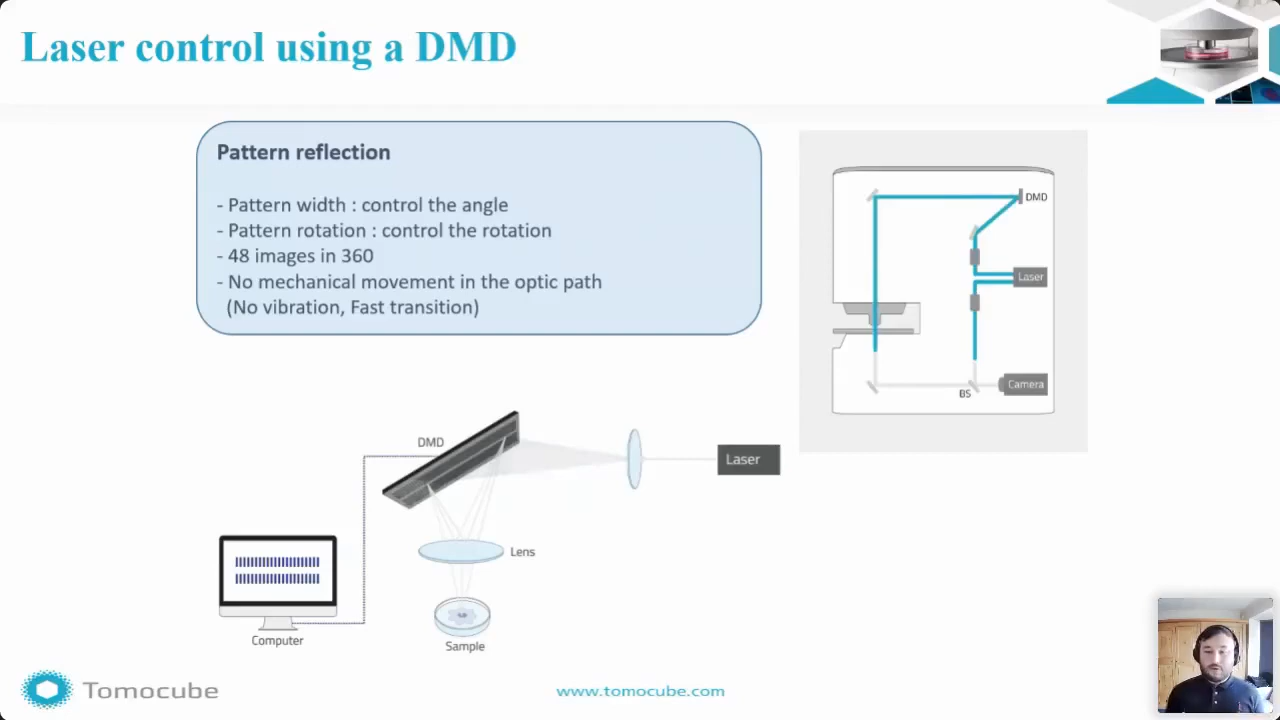 Laser control using a DMD
Pattern reflection
- Pattern width : control the angle
- Pattern rotation : control the rotation
- 48 images in 360
- No mechanical movement in the optic path
(No vibration, Fast transition)
DMD
Laser
Camera
BS
DMD
Laser
Lens
Computer
Sample
Tomocube
www.tomocube.com